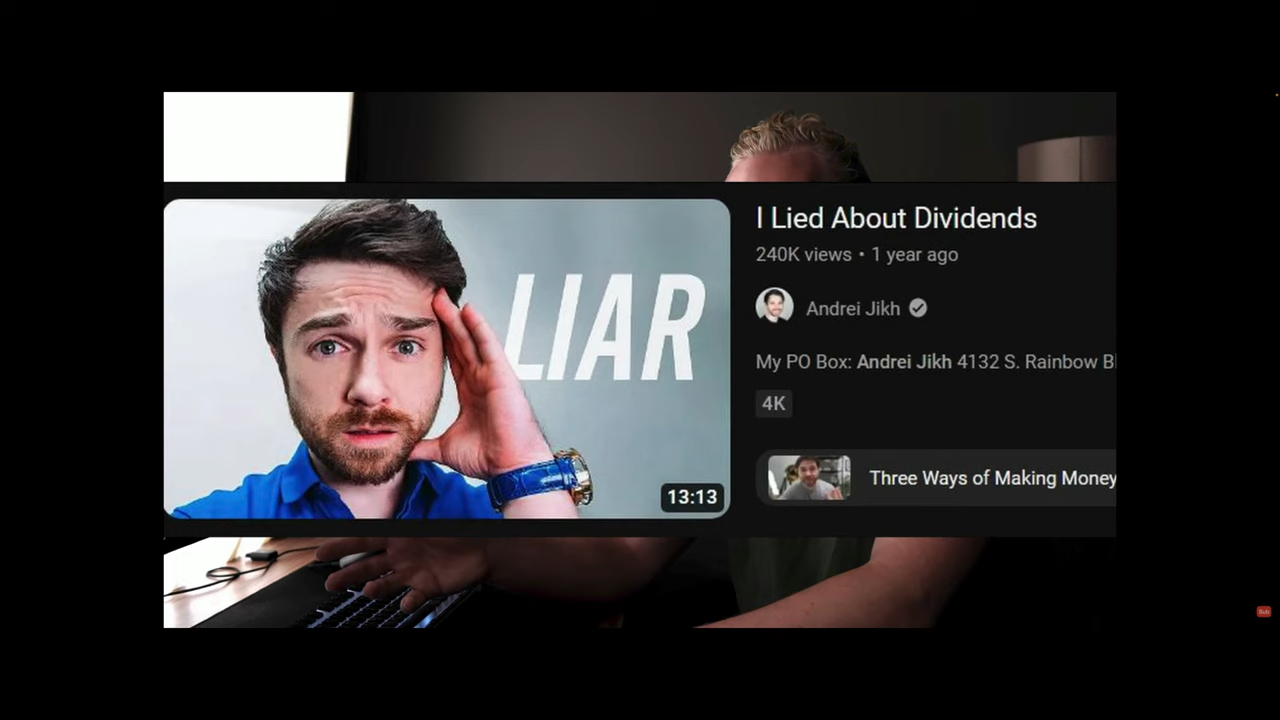 LIAR
13:13
I Lied About Dividends
240K views • 1 year ago
Andrei Jikh
My PO Box: Andrei Jikh 4132 S. Rainbow B
4K
Three Ways of Making Money
Sub